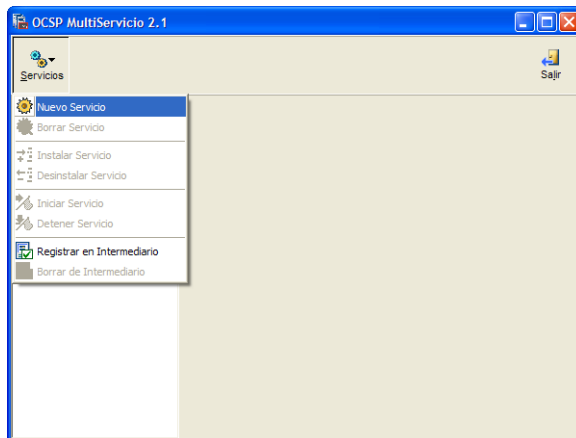 OCSP MultiServicio 2.1
Servicios
Salir
Nuevo Servicio
Borrar Servicio
Instalar Servicio
Desinstalar Servicio
Iniciar Servicio
Detener Servicio
Registrar en Intermediario
Borrar de Intermediario